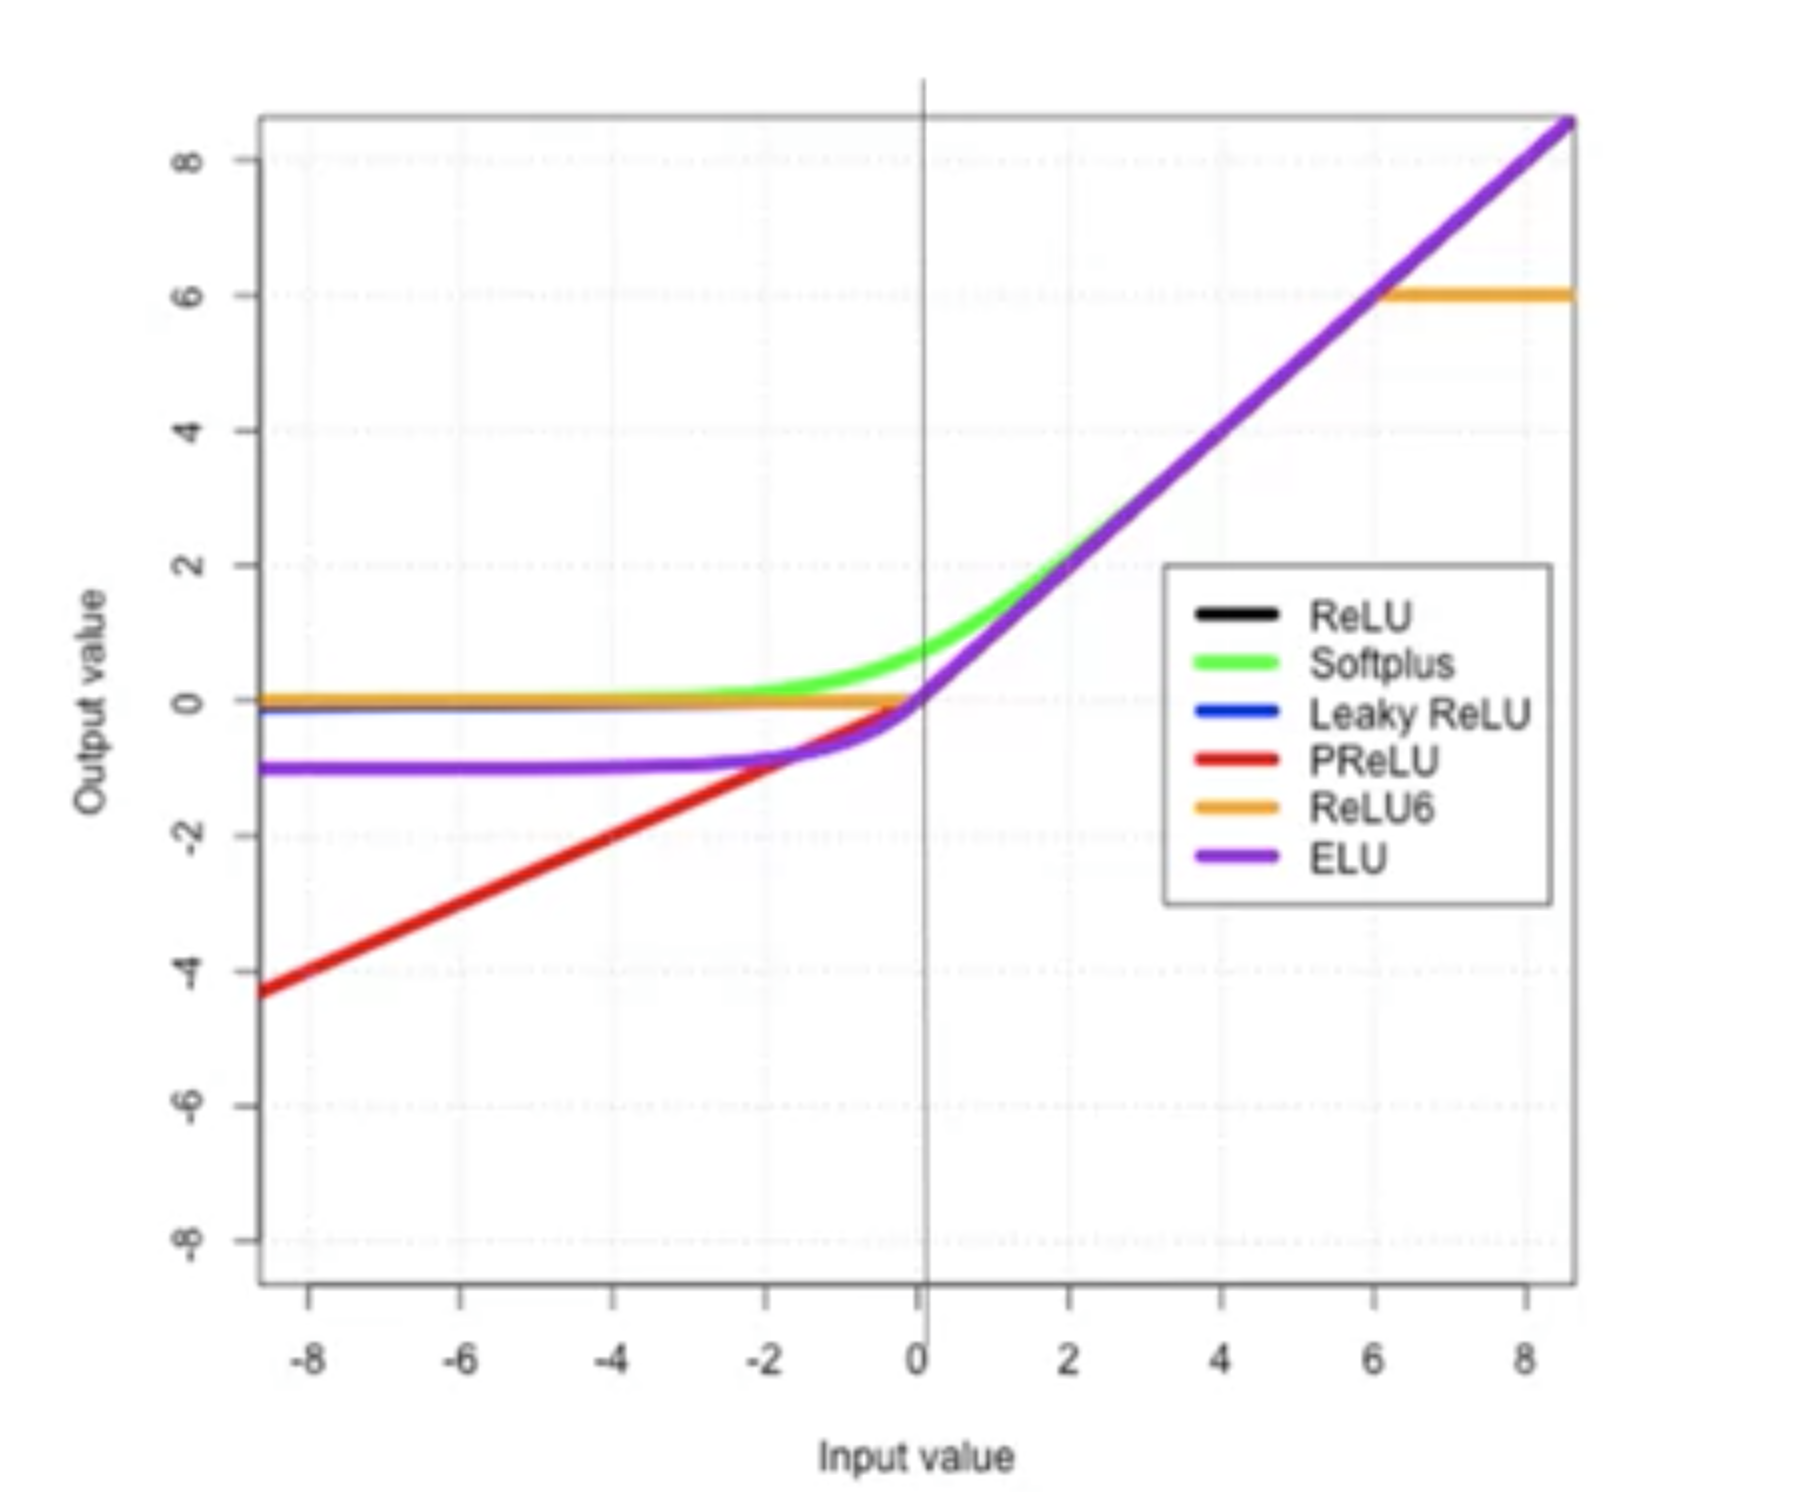 8
6
4
2
0
-2
-4
-6
-8
Output value
ReLU
Softplus
Leaky ReLU
PReLU
ReLU6
ELU
-8 -6 -4 -2 0 2 4 6 8
Input value